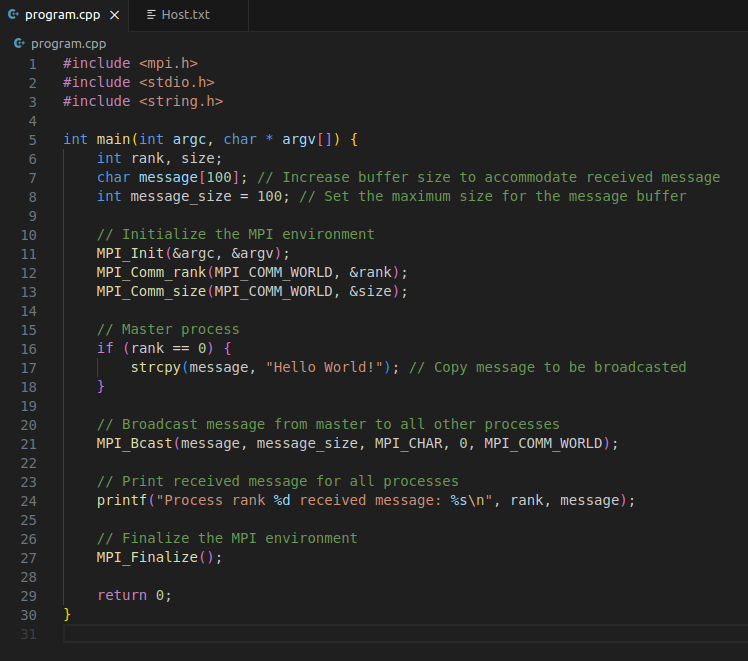 program.cpp
Host.txt
program.cpp
1 #include <mpi.h>
2 #include <stdio.h>
3 #include <string.h>
4
5 int main(int argc, char * argv[]) {
6     int rank, size;
7     char message[100]; // Increase buffer size to accommodate received message
8     int message_size = 100; // Set the maximum size for the message buffer
9
10     // Initialize the MPI environment
11     MPI_Init(&argc, &argv);
12     MPI_Comm_rank(MPI_COMM_WORLD, &rank);
13     MPI_Comm_size(MPI_COMM_WORLD, &size);
14
15     // Master process
16     if (rank == 0) {
17         strcpy(message, "Hello World!"); // Copy message to be broadcasted
18     }
19
20     // Broadcast message from master to all other processes
21     MPI_Bcast(message, message_size, MPI_CHAR, 0, MPI_COMM_WORLD);
22
23     // Print received message for all processes
24     printf("Process rank %d received message: %s\n", rank, message);
25
26     // Finalize the MPI environment
27     MPI_Finalize();
28
29     return 0;
30 }
31